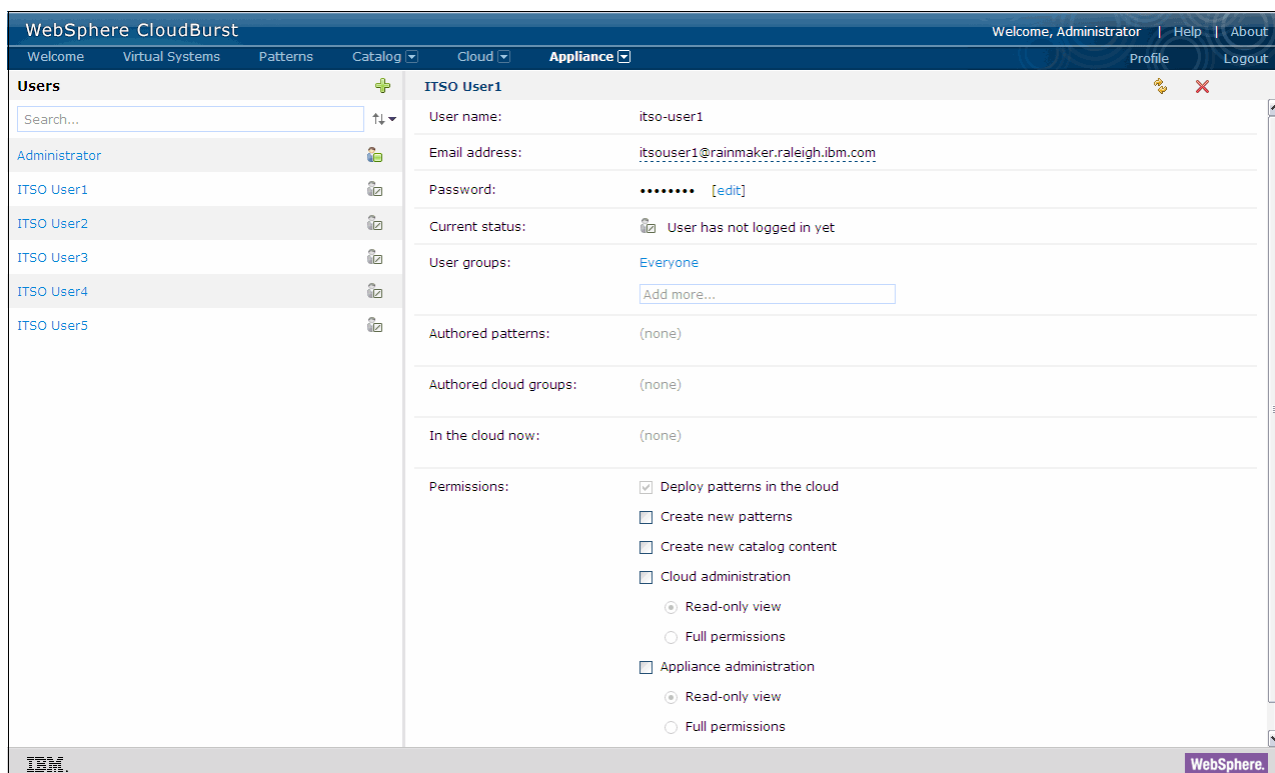 WebSphere CloudBurst
Welcome, Administrator | Help | About
Welcome Virtual Systems Patterns Catalog Cloud Appliance Profile Logout
Users
Search...
Administrator
ITSO User1
ITSO User2
ITSO User3
ITSO User4
ITSO User5
ITSO User1
User name: itso-user1
Email address: itsouser1@rainmaker.raleigh.ibm.com
Password: •••••••• [edit]
Current status: User has not logged in yet
User groups: Everyone
Add more...
Authored patterns: (none)
Authored cloud groups: (none)
In the cloud now: (none)
Permissions: Deploy patterns in the cloud
Create new patterns
Create new catalog content
Cloud administration
Read-only view
Full permissions
Appliance administration
Read-only view
Full permissions
IBM.
WebSphere.